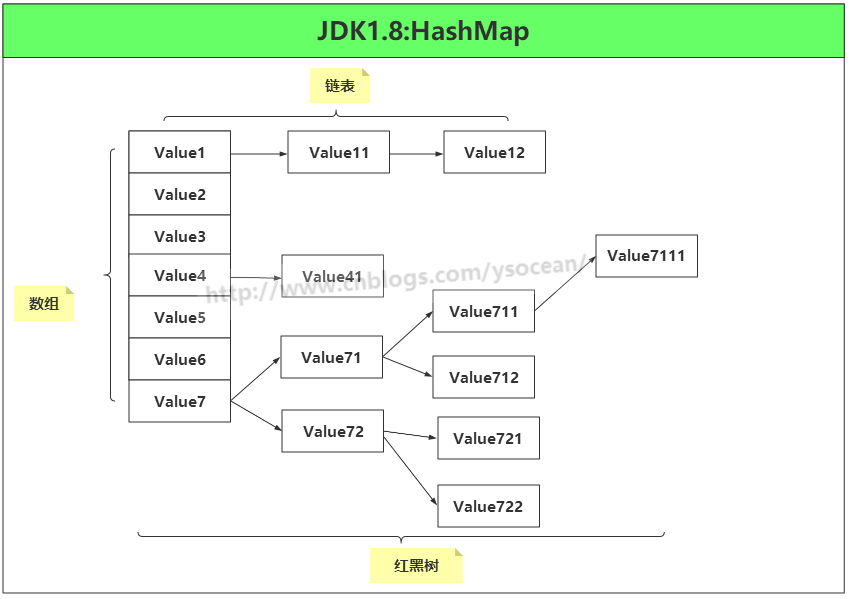 JDK1.8:HashMap
链表
Value1
Value11
Value12
Value2
Value3
Value4
Value41
Value5
Value6
Value7
数组
Value71
Value72
Value711
Value712
Value721
Value722
Value7111
http://www.cnblogs.com/ysocean/
红黑树